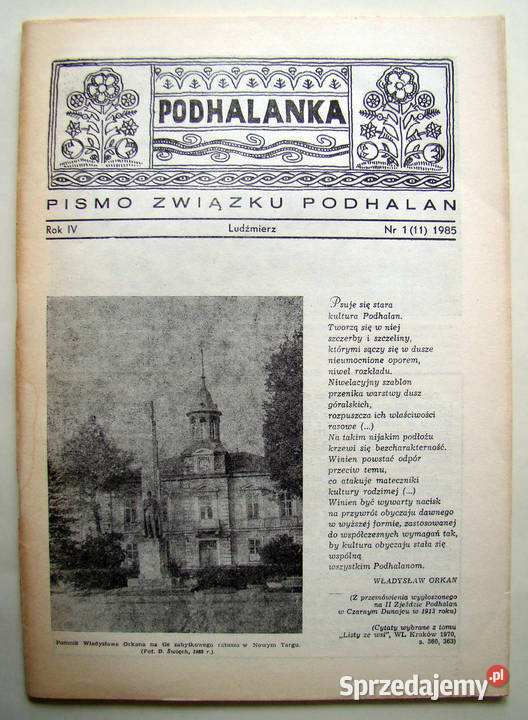 PODHALANKA
PISMO ZWIĄZKU PODHALAN
Rok IV Ludźmierz Nr 1 (11) 1985
Psuje się stara
kultura Podhalan.
Tworzą się w niej
szczerby i szczeliny,
którymi sączy się w dusze
nieumocnione oporem,
niwel rozkładu.
Niwelacyjny szablon
przenika warstwy dusz
góralskich,
rozpuszcza ich właściwości
rasowe (...)
Na takim nijakim podłożu
krzewi się bezcharakterność.
Winien powstać odpór
przeciw temu,
co atakuje mateczniki
kultury rodzimej (...)
Winien być wywarty nacisk
na przywrót obyczaju dawnego
w wyższej formie, zastosowanej
do współczesnych wymagań tak,
by kultura obyczaju stała się
wspólną
wszystkim Podhalanom.
WŁADYSŁAW ORKAN
(Z przemówienia wygłoszonego
na II Zjeździe Podhalan
w Czarnym Dunajcu w 1913 roku)
(Cytaty wybrane z tomu
„Listy ze wsi", WL Kraków 1970,
s. 360, 363)
Pomnik Władysława Orkana na tle zabytkowego ratusza w Nowym Targu.
(Fot. B. Święch, 1985 r.)
Sprzedajemy.pl